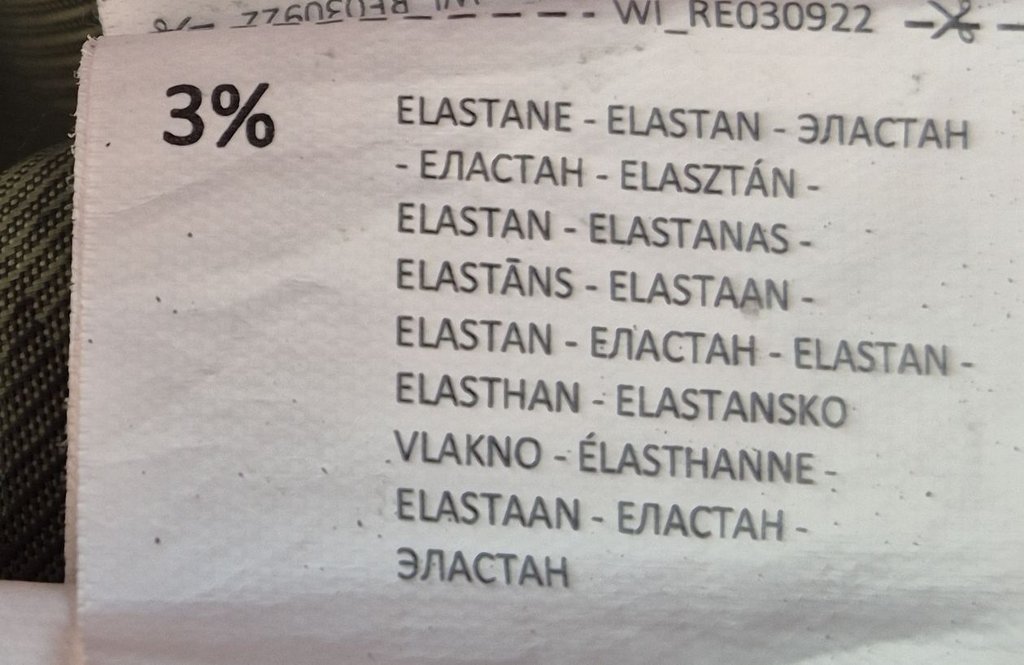 WI_RE030922
3%
ELASTANE - ELASTAN - ЭЛАСТАН
- ЕЛАСТАН - ELASZTÁN -
ELASTAN - ELASTANAS -
ELASTĀNS - ELASTAAN -
ELASTAN - ЕЛАСТАН - ELASTAN -
ELASTHAN - ELASTANSKO
VLAKNO - ÉLASTHANNE -
ELASTAAN - ЕЛАСТАН -
ЭЛАСТАН